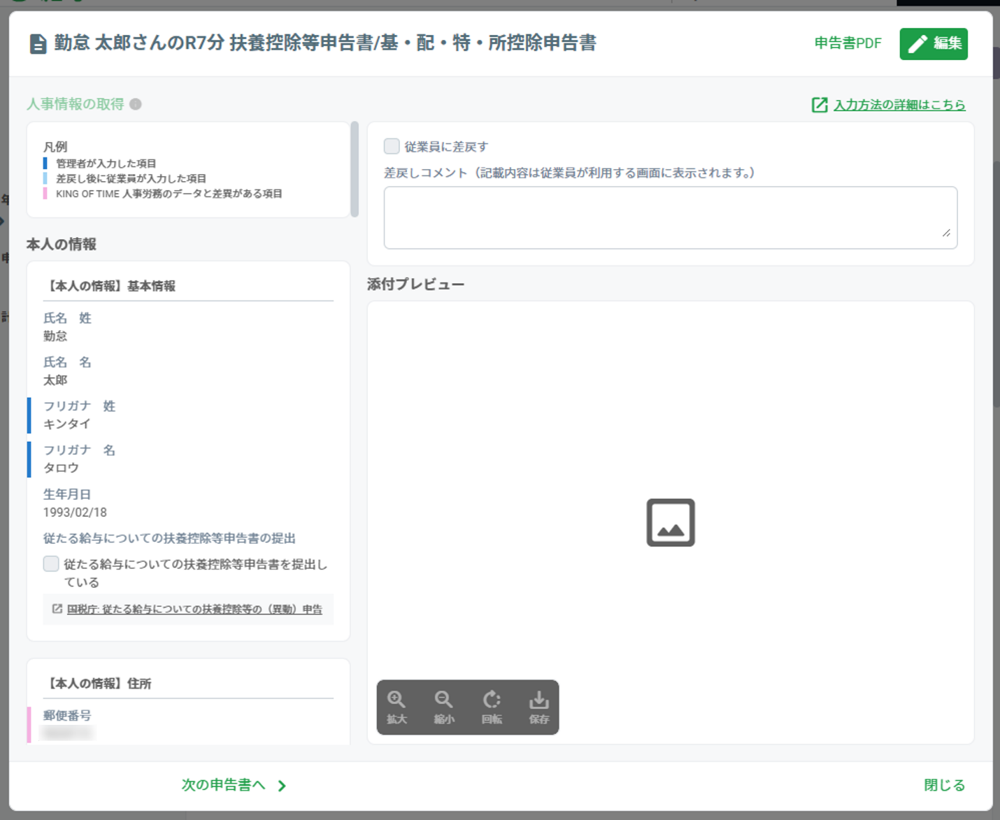 勤怠 太郎さんのR7分 扶養控除等申告書/基・配・特・所控除申告書
申告書PDF
編集
人事情報の取得
入力方法の詳細はこちら
凡例
管理者が入力した項目
差戻し後に従業員が入力した項目
KING OF TIME 人事労務のデータと差異がある項目
従業員に差戻す
差戻しコメント（記載内容は従業員が利用する画面に表示されます。）
本人の情報
【本人の情報】基本情報
氏名　姓
勤怠
氏名　名
太郎
フリガナ　姓
キンタイ
フリガナ　名
タロウ
生年月日
1993/02/18
従たる給与についての扶養控除等申告書の提出
従たる給与についての扶養控除等申告書を提出し
ている
国税庁: 従たる給与についての扶養控除等の（異動）申告
【本人の情報】住所
郵便番号
添付プレビュー
拡大
縮小
回転
保存
次の申告書へ
閉じる